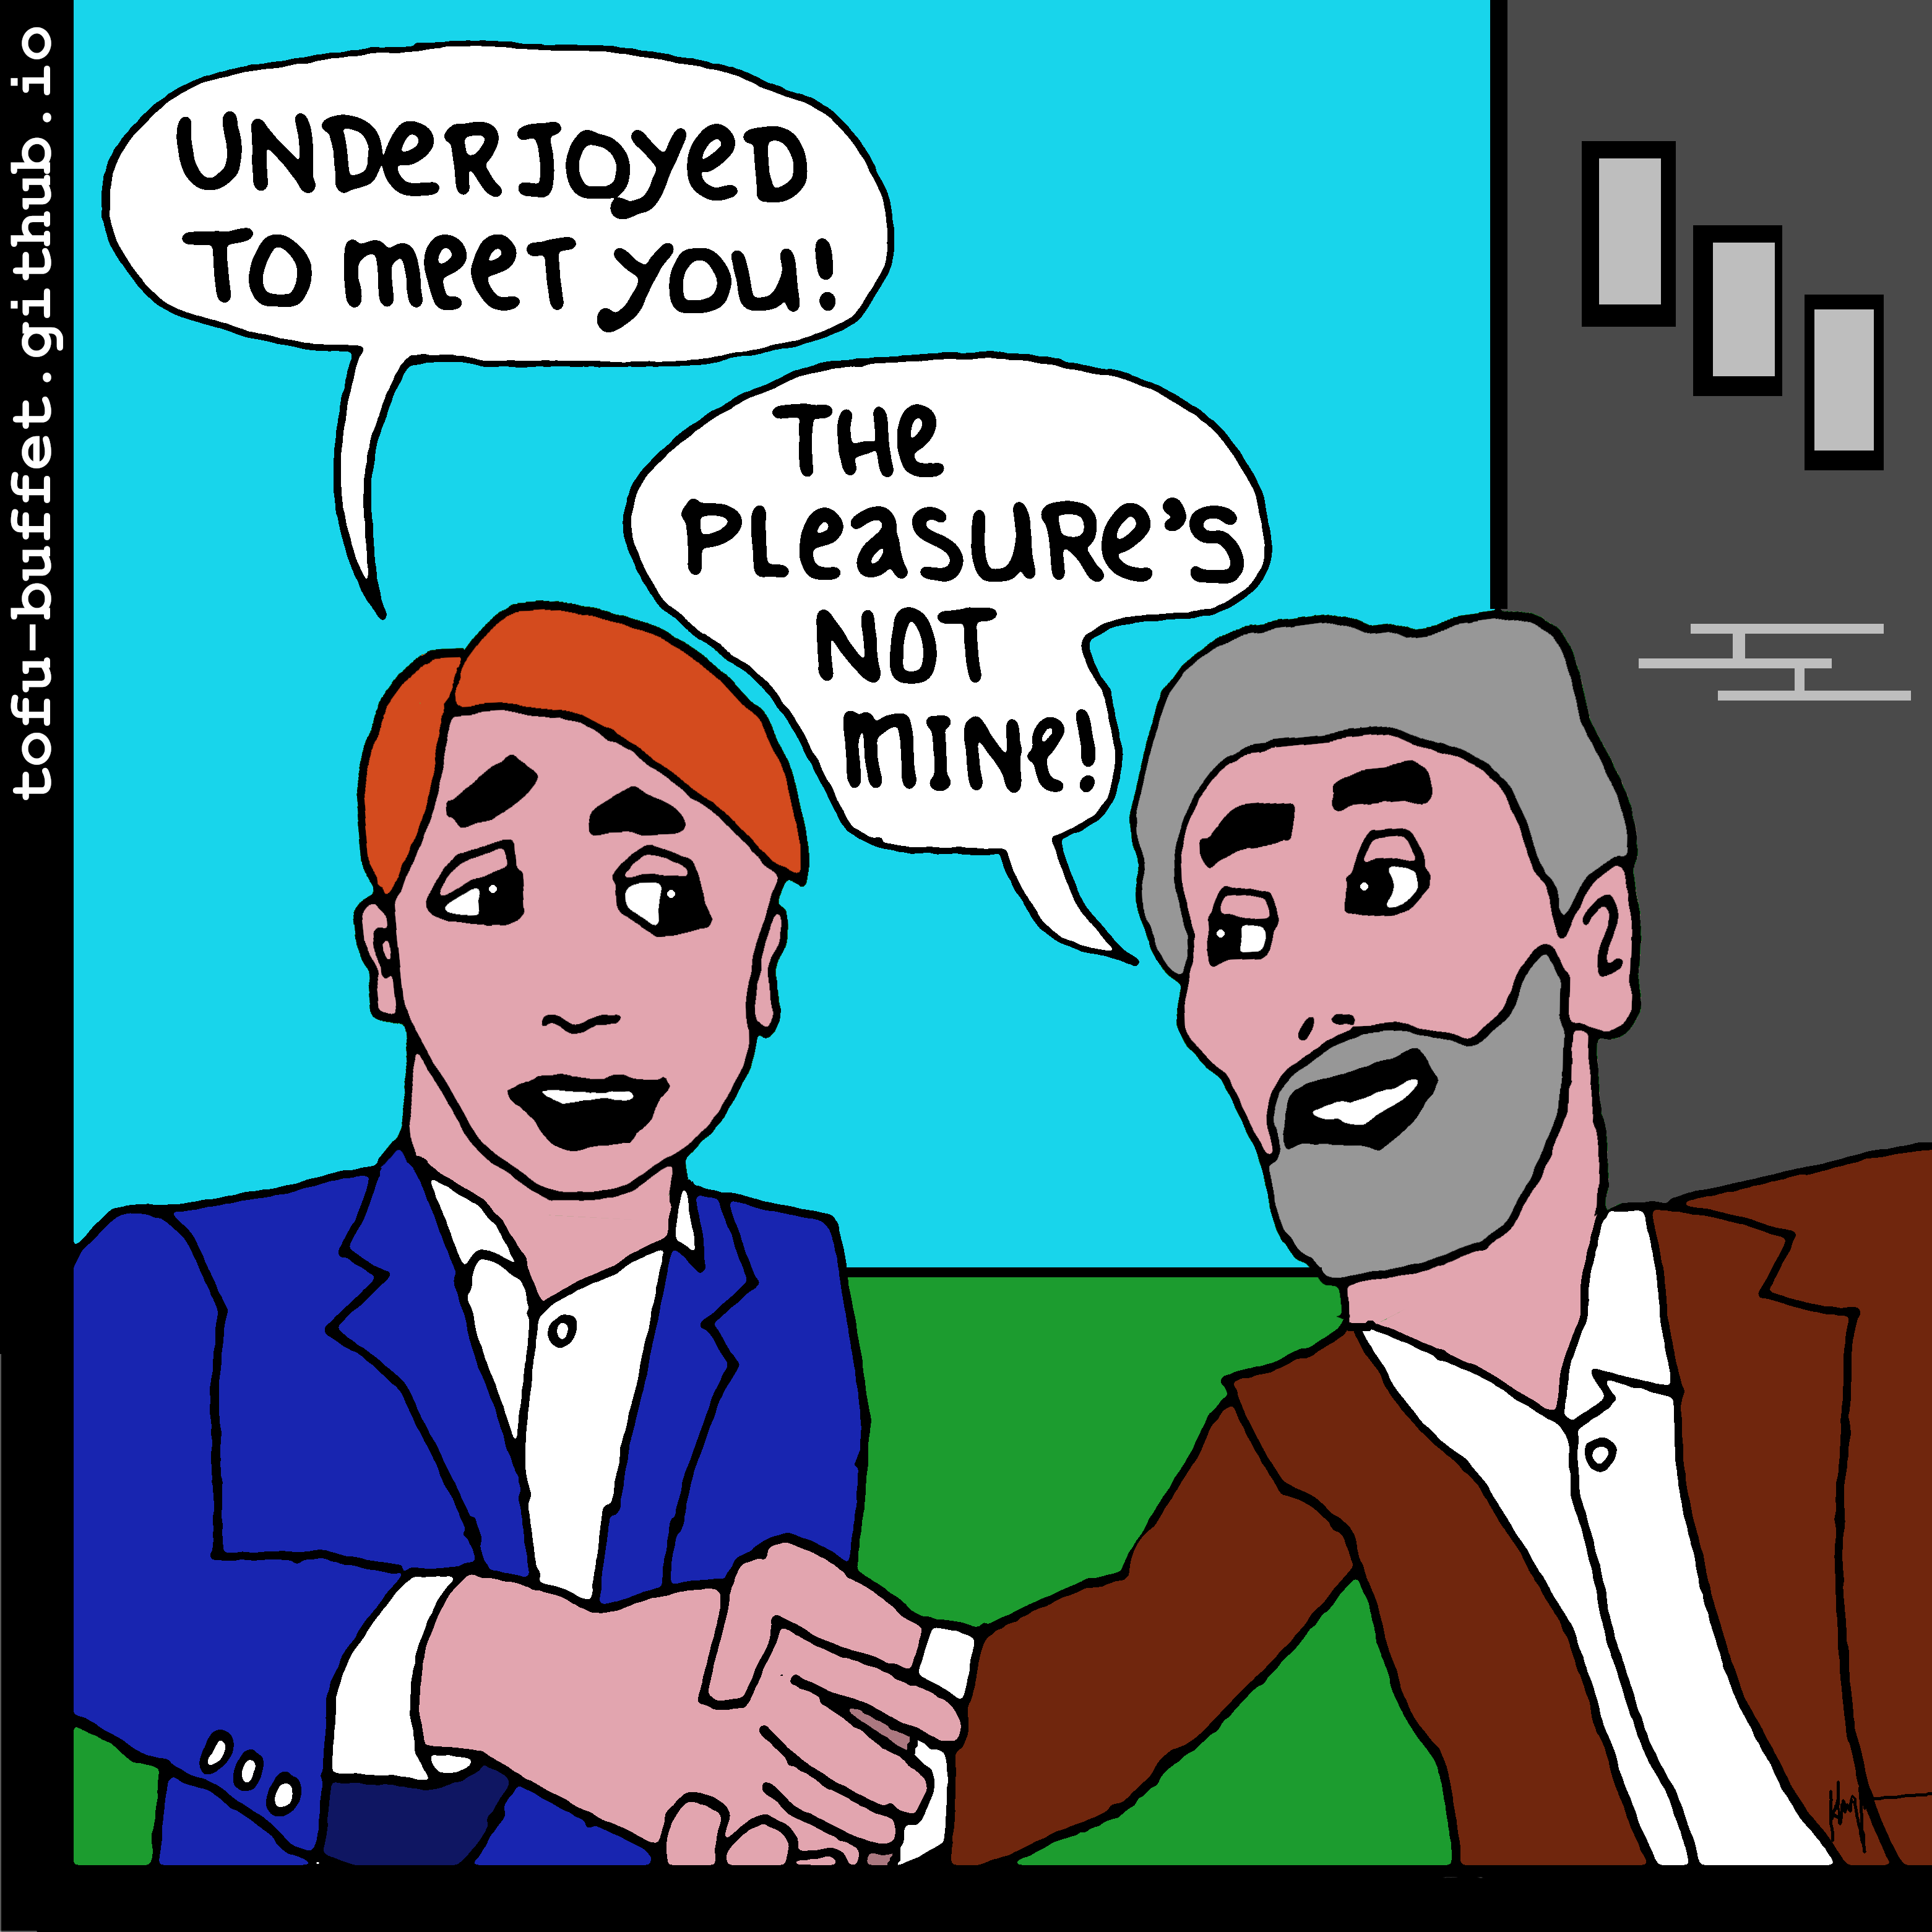 tofu-buffet.github.io
UNDERJOYED
TO MEET YOU!
THE
PLEASURE'S
NOT
MINE!